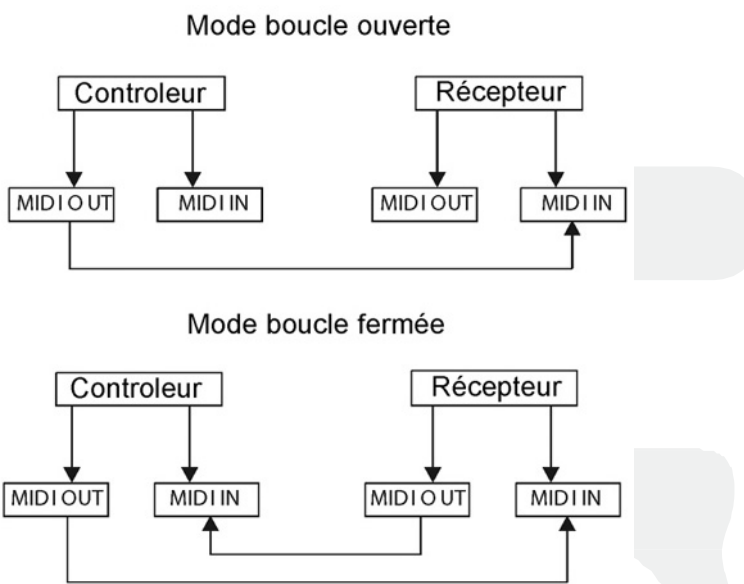 Mode boucle ouverte
Controleur Récepteur
MIDI OUT MIDI IN MIDI OUT MIDI IN
Mode boucle fermée
Controleur Récepteur
MIDI OUT MIDI IN MIDI OUT MIDI IN